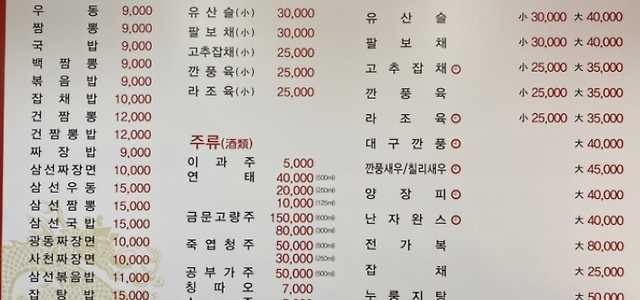 우동 9,000
짬뽕 9,000
국밥 9,000
백짬뽕 9,000
볶음밥 9,000
잡채밥 10,000
건짬뽕 12,000
건짬뽕밥 12,000
짜장밥 9,000
삼선짜장면 10,000
삼선우동 15,000
삼선짬뽕 15,000
삼선국밥 15,000
광동짜장면 10,000
사천짜장면 10,000
삼선볶음밥 11,000
잡탕밥 15,000
유산슬(小) 30,000
팔보채(小) 30,000
고추잡채(小) 25,000
깐풍육(小) 25,000
라조육(小) 25,000
주류(酒類)
이과주 5,000
연태 40,000(500ml)
20,000(250ml)
10,000(125ml)
금문고량주 150,000(600ml)
80,000(300ml)
죽엽청주 50,000(500ml)
30,000(250ml)
공부가주 50,000(500ml)
칭따오 7,000
유산슬 小 30,000 大 40,000
팔보채 小 30,000 大 40,000
고추잡채 小 25,000 大 35,000
깐풍육 小 25,000 大 35,000
라조육 小 25,000 大 35,000
대구깐풍 大 40,000
깐풍새우/칠리새우 大 45,000
양장피 大 40,000
난자완스 大 40,000
전가복 大 80,000
잡채 大 25,000
누룽지탕 大 50,000